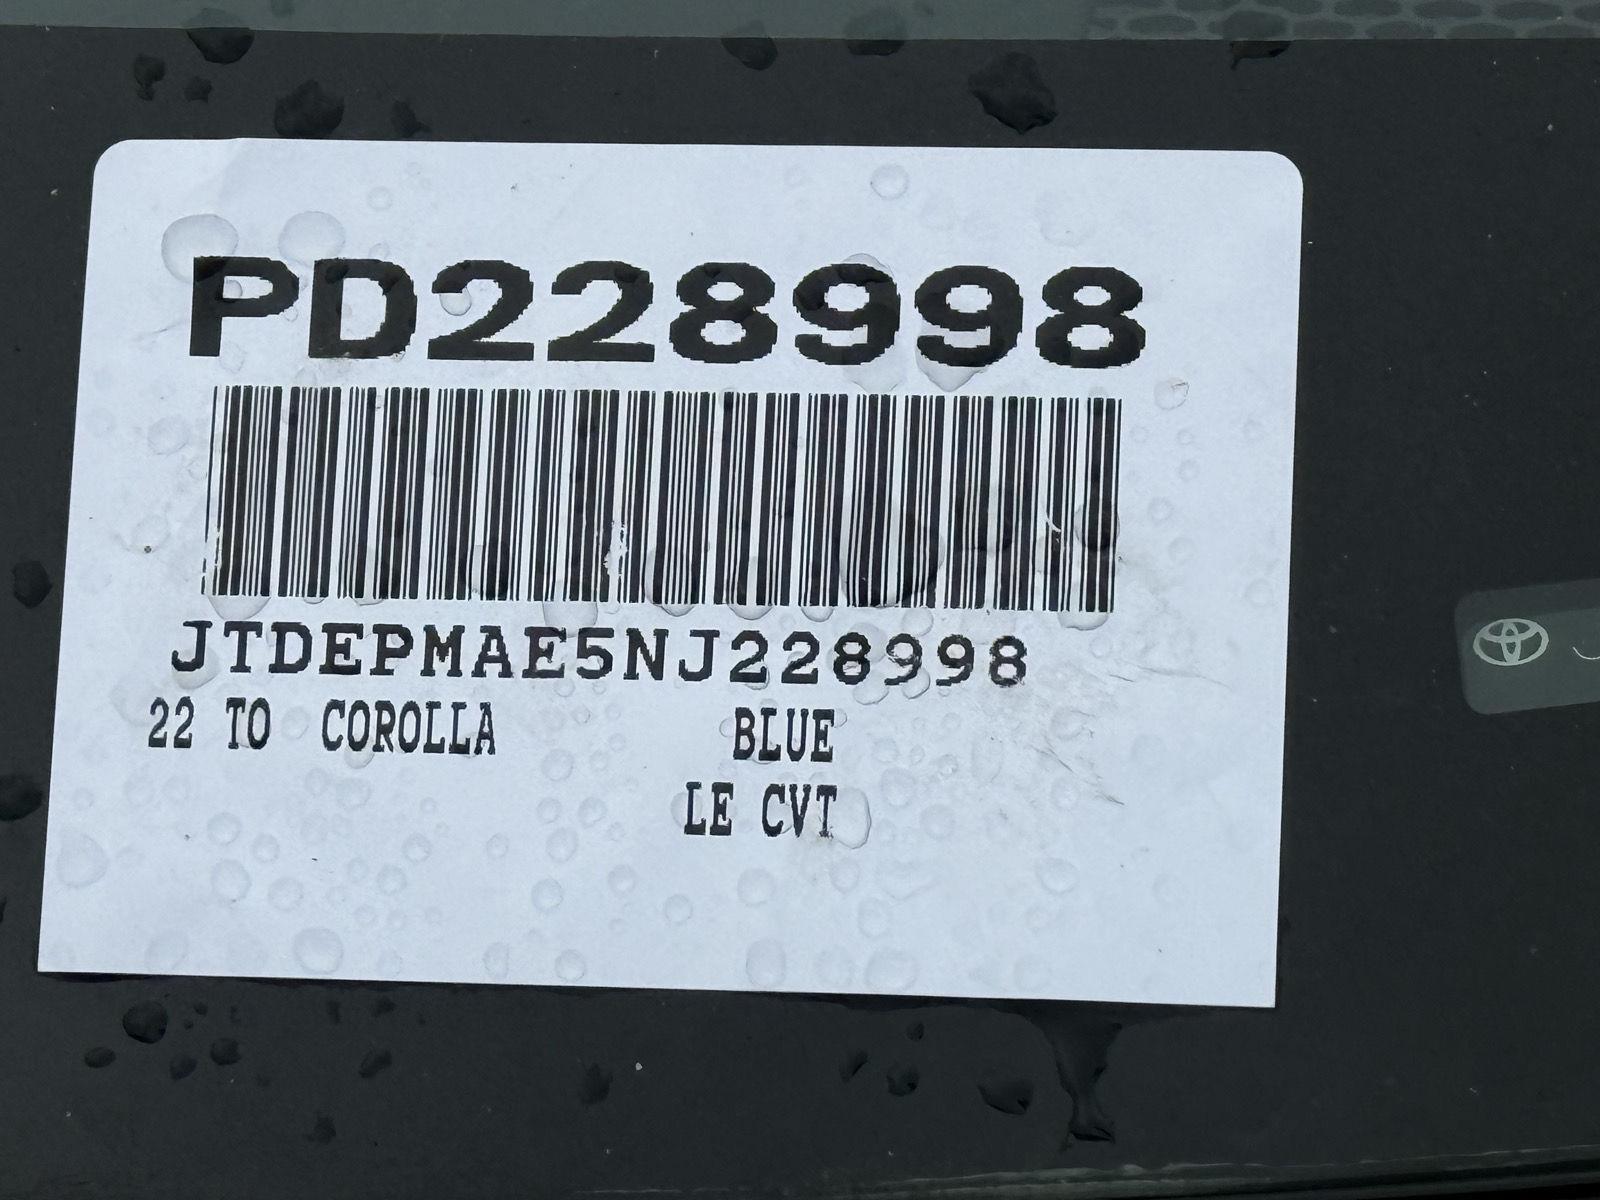 PD228998
JTDEPMAE5NJ228998
22 TO COROLLA BLUE
LE CVT